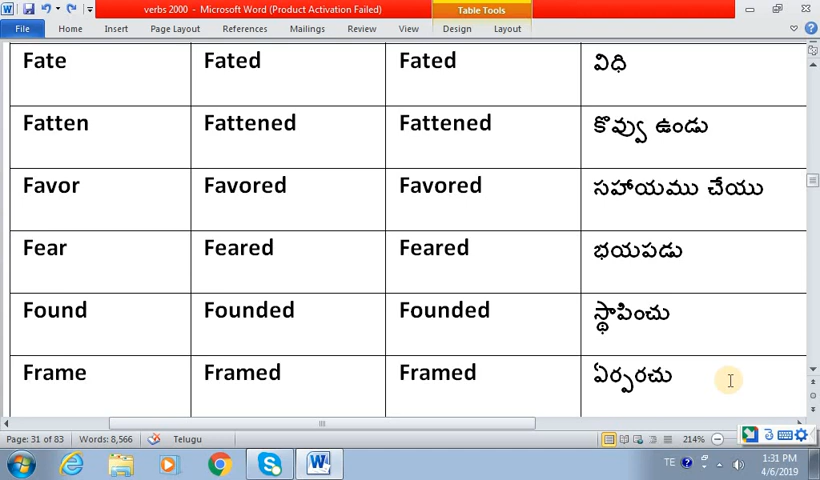 verbs 2000 - Microsoft Word (Product Activation Failed)
Table Tools
File Home Insert Page Layout References Mailings Review View Design Layout
Fate Fated Fated విధి
Fatten Fattened Fattened కొవ్వు ఉండు
Favor Favored Favored సహాయము చేయు
Fear Feared Feared భయపడు
Found Founded Founded స్థాపించు
Frame Framed Framed ఏర్పరచు
Page: 31 of 83 Words: 8,566 Telugu 214%
TE 1:31 PM
4/6/2019